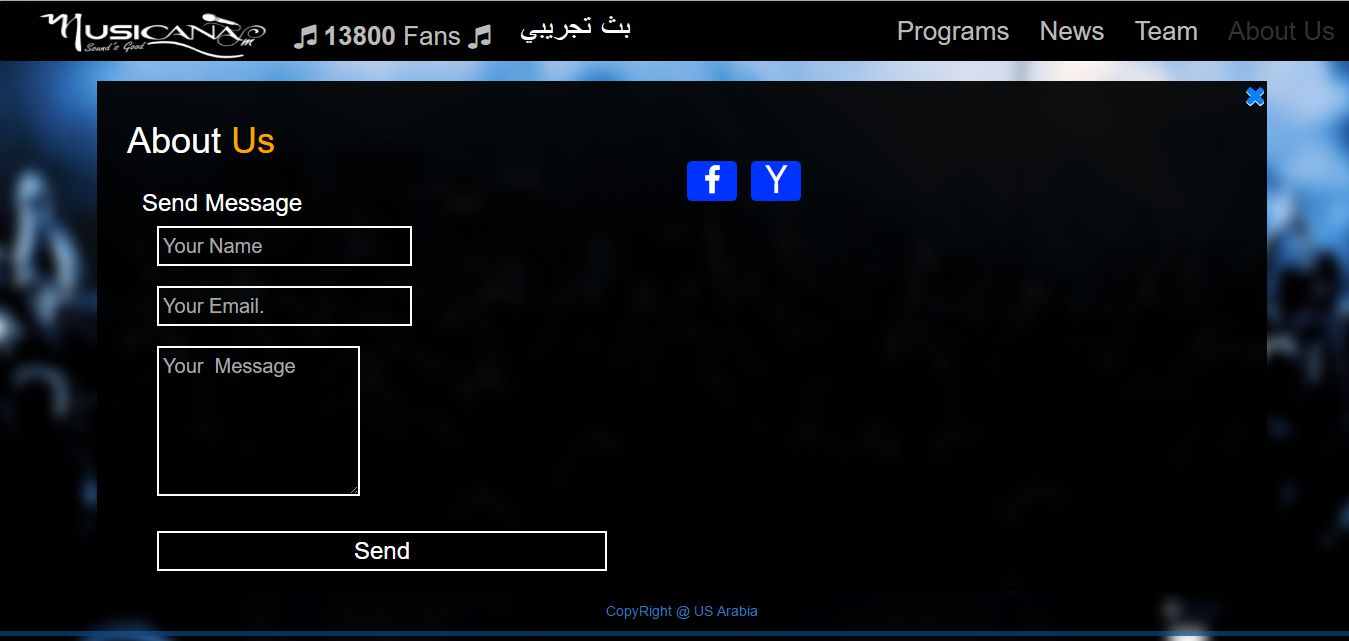 Musicana fm
Sound's Good
13800 Fans
بث تجريبي
Programs
News
Team
About Us
About Us
f
Y
Send Message
Your Name
Your Email.
Your  Message
Send
CopyRight @ US Arabia